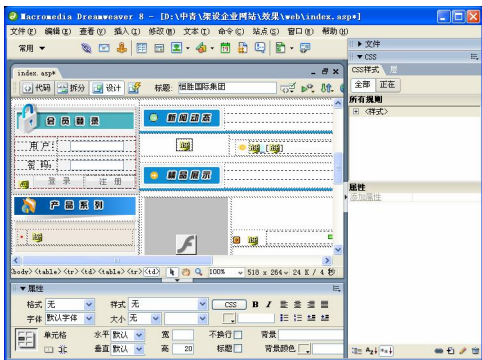 Macromedia Dreamweaver 8 - [D:\中青\架设企业网站\效果\web\index.asp*]
文件(F) 编辑(E) 查看(V) 插入(I) 修改(M) 文本(T) 命令(C) 站点(S) 窗口(W) 帮助(H)
常用
文件
CSS
index.asp*
CSS样式 层
代码 拆分 设计 标题: 恒胜国际集团
全部 正在
所有规则
<样式>
会员登录
新闻动态
用户:
密码:
登录 注册
精品展示
产品系列
属性
添加属性
<body><table><tr><td><table><tr><td> 100% 518 x 264 24 K / 4 秒
属性
格式 无 样式 无 CSS B I
字体 默认字体 大小 无
单元格 水平 默认 宽 不换行 背景
垂直 默认 高 20 标题 背景颜色